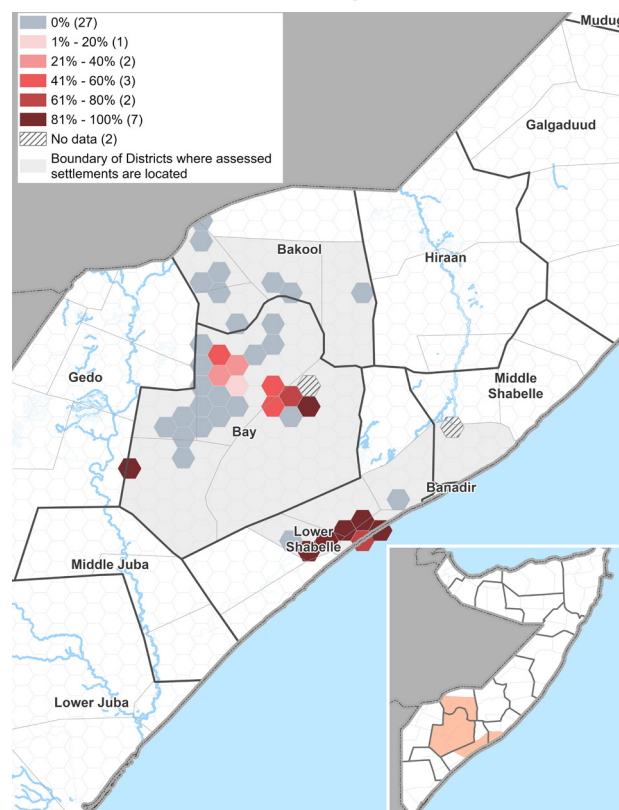 0% (27)
1% - 20% (1)
21% - 40% (2)
41% - 60% (3)
61% - 80% (2)
81% - 100% (7)
No data (2)
Boundary of Districts where assessed
settlements are located
Mudug
Galgaduud
Bakool
Hiraan
Gedo
Middle
Shabelle
Bay
Banadir
Lower
Shabelle
Middle Juba
Lower Juba